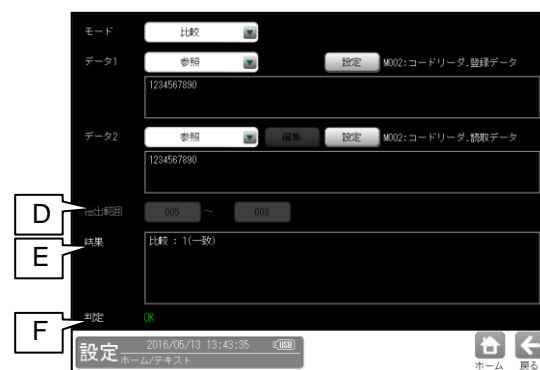 モード 比較
データ1 参照 設定 M002:コードリーダ.登録データ
1234567890
データ2 参照 編集 設定 M002:コードリーダ.読取データ
1234567890
D 抽出範囲 005 ～ 008
E 結果 比較 : 1(一致)
F 判定 OK
設定 2016/05/13 13:43:35 USB
ホーム/テキスト
ホーム 戻る